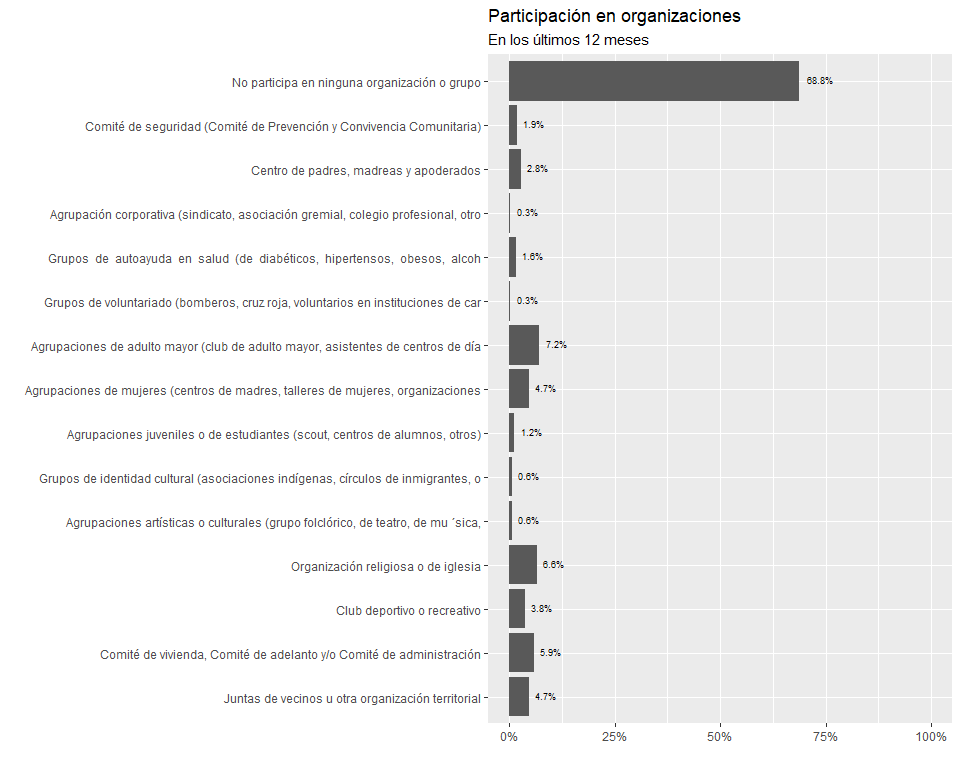 Participación en organizaciones
En los últimos 12 meses
No participa en ninguna organización o grupo 68.8%
Comité de seguridad (Comité de Prevención y Convivencia Comunitaria) 1.9%
Centro de padres, madreas y apoderados 2.8%
Agrupación corporativa (sindicato, asociación gremial, colegio profesional, otro 0.3%
Grupos de autoayuda en salud (de diabéticos, hipertensos, obesos, alcoh 1.6%
Grupos de voluntariado (bomberos, cruz roja, voluntarios en instituciones de car 0.3%
Agrupaciones de adulto mayor (club de adulto mayor, asistentes de centros de día 7.2%
Agrupaciones de mujeres (centros de madres, talleres de mujeres, organizaciones 4.7%
Agrupaciones juveniles o de estudiantes (scout, centros de alumnos, otros) 1.2%
Grupos de identidad cultural (asociaciones indígenas, círculos de inmigrantes, o 0.6%
Agrupaciones artísticas o culturales (grupo folclórico, de teatro, de mu ´sica, 0.6%
Organización religiosa o de iglesia 6.6%
Club deportivo o recreativo 3.8%
Comité de vivienda, Comité de adelanto y/o Comité de administración 5.9%
Juntas de vecinos u otra organización territorial 4.7%
0% 25% 50% 75% 100%